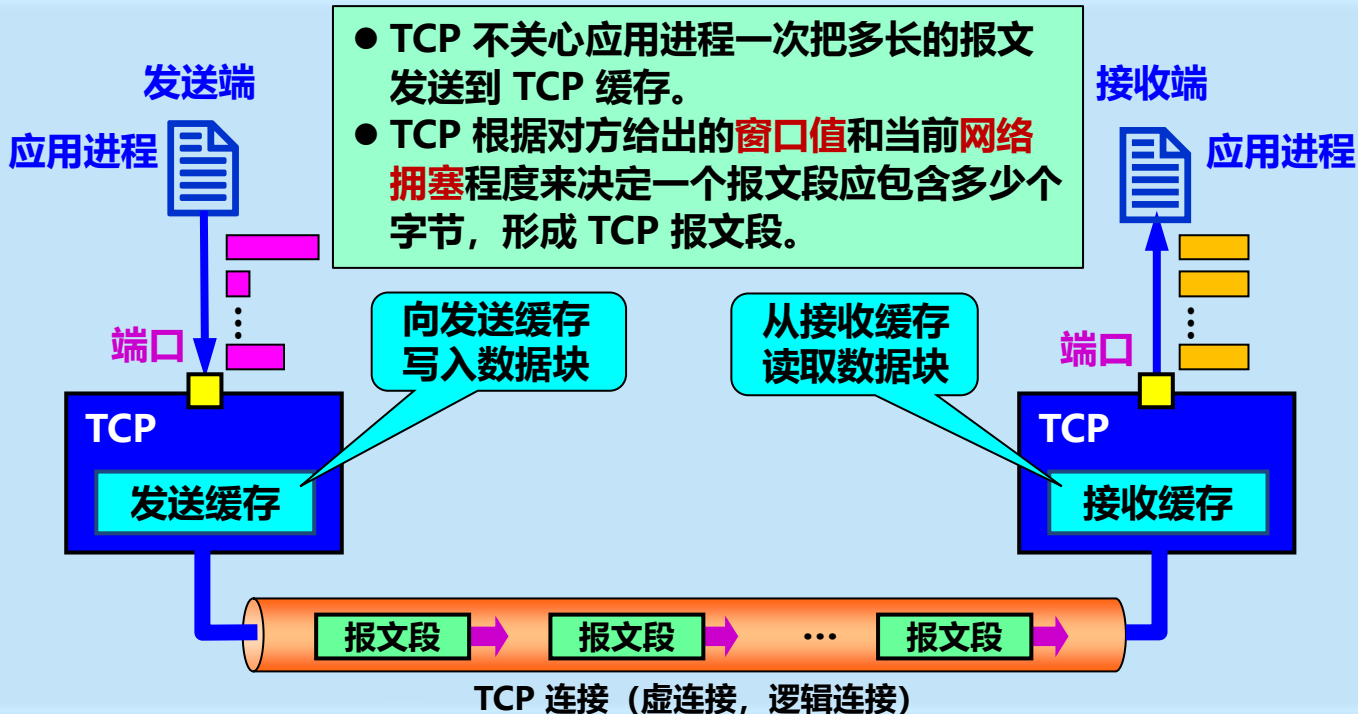 ● TCP 不关心应用进程一次把多长的报文
发送到 TCP 缓存。
● TCP 根据对方给出的窗口值和当前网络
拥塞程度来决定一个报文段应包含多少个
字节，形成 TCP 报文段。
发送端
应用进程
接收端
应用进程
端口
向发送缓存
写入数据块
从接收缓存
读取数据块
端口
TCP
发送缓存
TCP
接收缓存
报文段
报文段
…
报文段
TCP 连接（虚连接，逻辑连接）